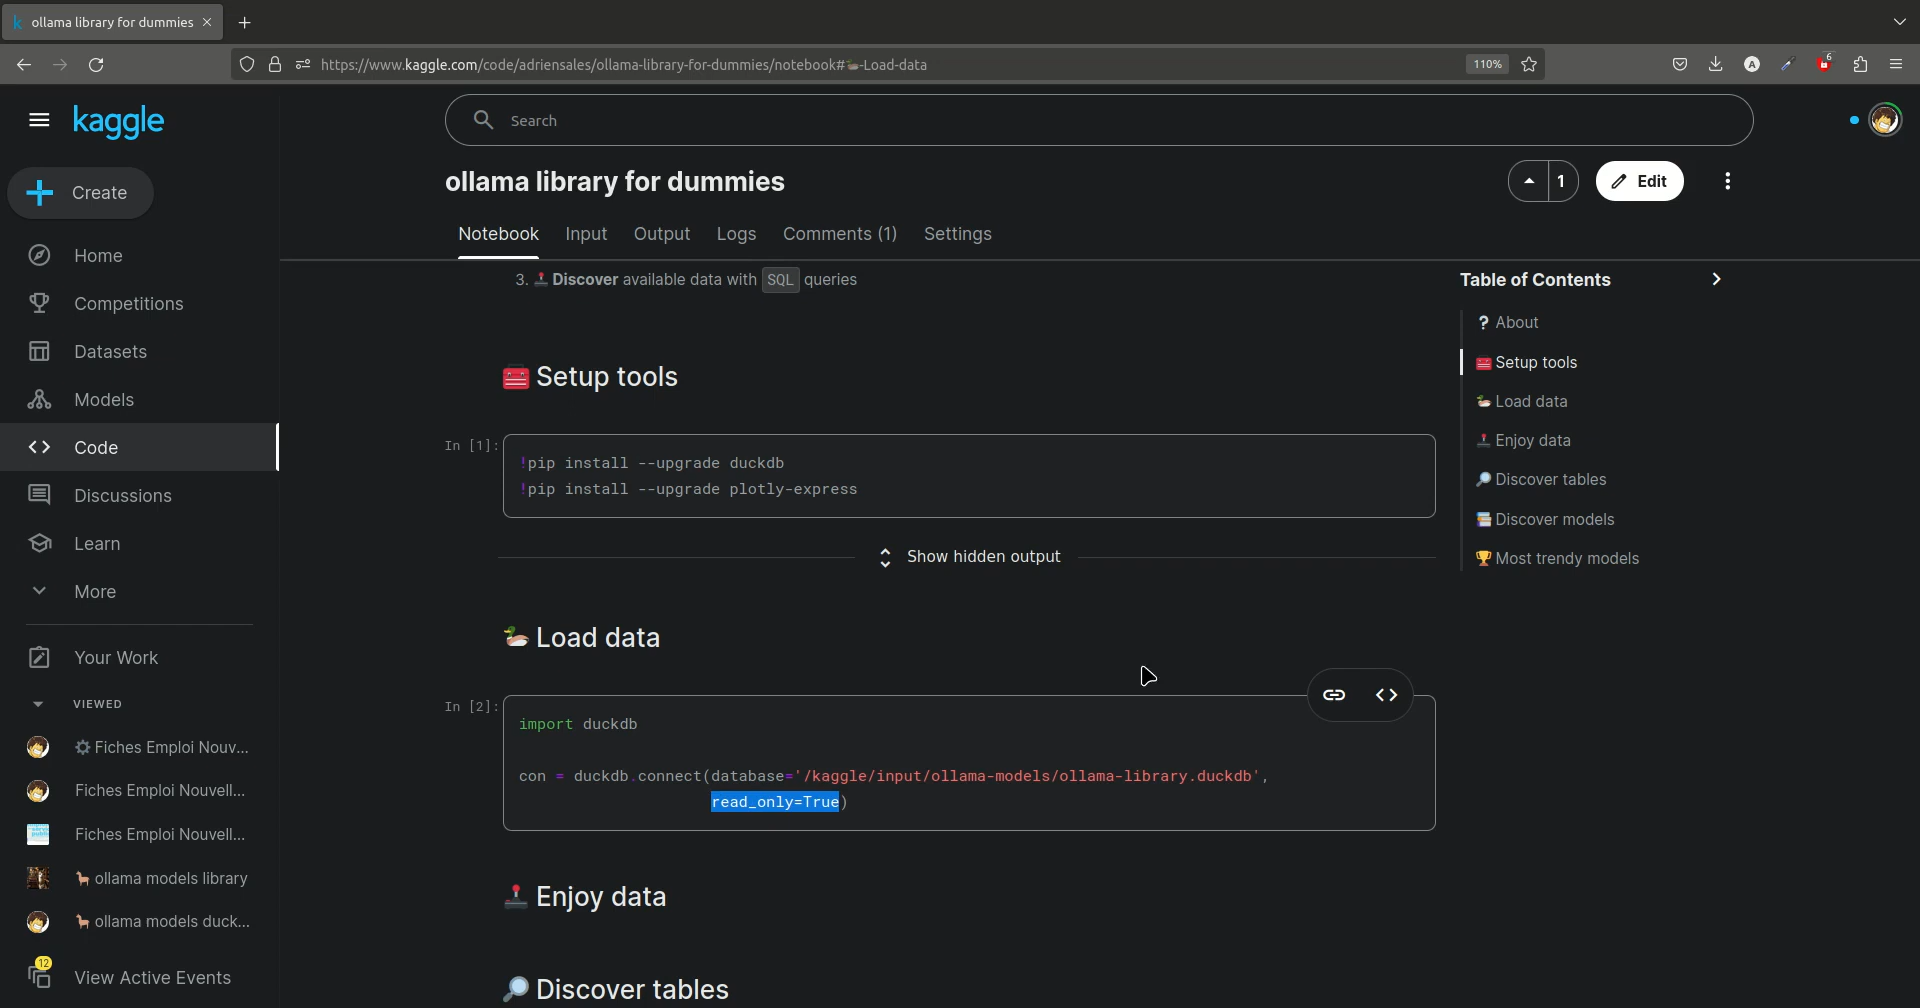 ollama library for dummies
https://www.kaggle.com/code/adriensales/ollama-library-for-dummies/notebook#🦆-Load-data
110%
6
kaggle
Search
Create
Home
Competitions
Datasets
Models
Code
Discussions
Learn
More
Your Work
VIEWED
Fiches Emploi Nouv...
Fiches Emploi Nouvell...
Fiches Emploi Nouvell...
🦙 ollama models library
🦙 ollama models duck...
12
View Active Events
ollama library for dummies
1
Edit
Notebook Input Output Logs Comments (1) Settings
3. 🕹️ Discover available data with SQL queries
🧰 Setup tools
In [1]:
!pip install --upgrade duckdb
!pip install --upgrade plotly-express
Show hidden output
🦆 Load data
In [2]:
import duckdb
con = duckdb.connect(database='/kaggle/input/ollama-models/ollama-library.duckdb',
read_only=True)
🕹️ Enjoy data
🔎 Discover tables
Table of Contents
❔ About
🧰 Setup tools
🦆 Load data
🕹️ Enjoy data
🔎 Discover tables
📚 Discover models
🏆 Most trendy models